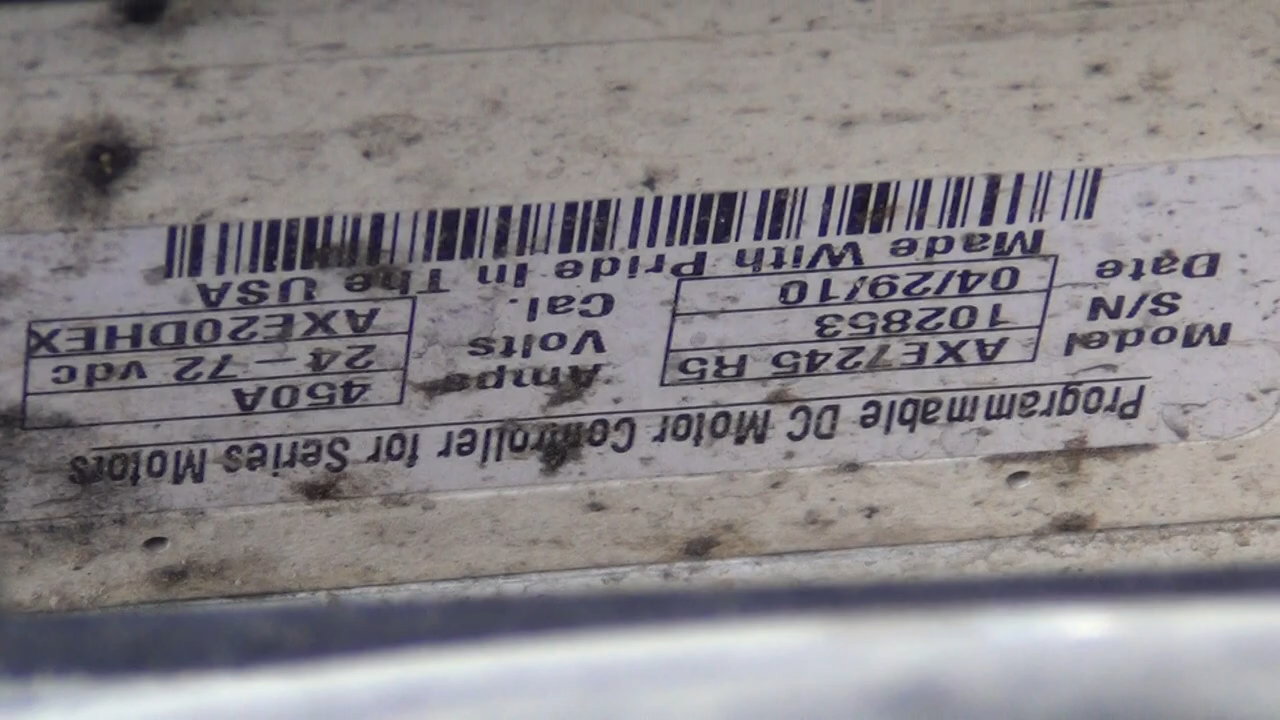 Programmable DC Motor Controller for Series Motors
Model AXE7245 R5 Amps 450A
S/N 102853 Volts 24 - 72 vdc
Date 04/29/10 Cal. AXE20DHEX
Made With Pride In The USA